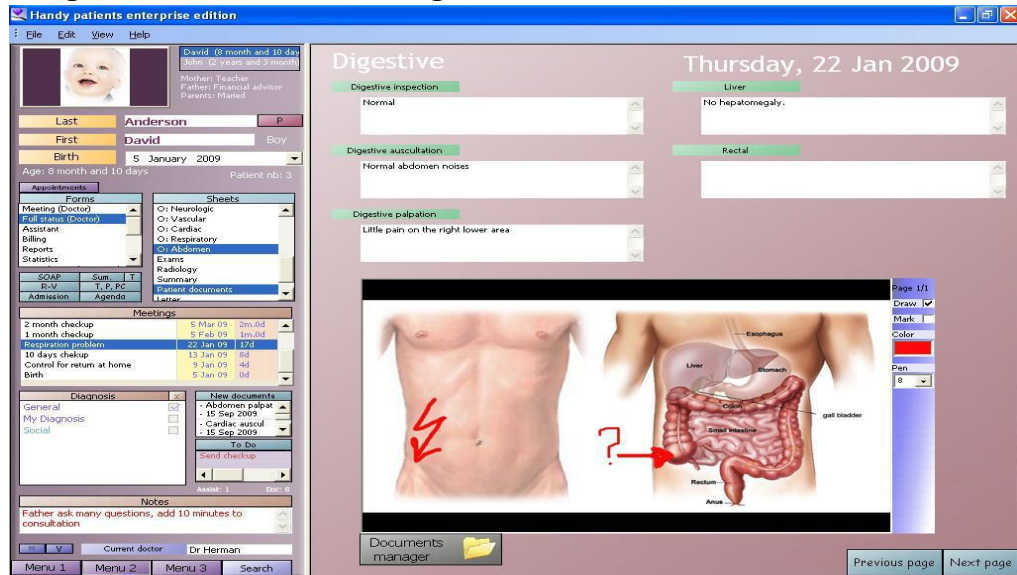 Handy patients enterprise edition
File Edit View Help
David (8 month and 10 day
John (2 years and 3 month)
Mother: Teacher
Father: Financial advisor
Parents: Maried
Last Anderson P
First David Boy
Birth 5 January 2009
Age: 8 month and 10 days Patient nb: 3
Appointments
Forms
Meeting (Doctor)
Full status (Doctor)
Assistant
Billing
Reports
Statistics
Sheets
O: Neurologic
O: Vascular
O: Cardiac
O: Respiratory
O: Abdomen
Exams
Radiology
Summary
Patient documents
Letter
SOAP Sum. T
R-V T, P, PC
Admission Agenda
Meetings
2 month checkup 5 Mar 09 2m.0d
1 month checkup 5 Feb 09 1m.0d
Respiration problem 22 Jan 09 17d
10 days chekup 13 Jan 09 8d
Control for return at home 9 Jan 09 4d
Birth 5 Jan 09 0d
Diagnosis x
General
My Diagnosis
Social
New documents
- Abdomen palpat
- 15 Sep 2009
- Cardiac auscul
- 15 Sep 2009
To Do
Send checkup
Assist: 1 Doc: 0
Notes
Father ask many questions, add 10 minutes to
consultation
V Current doctor Dr Herman
Menu 1 Menu 2 Menu 3 Search
Digestive Thursday, 22 Jan 2009
Digestive inspection
Normal
Liver
No hepatomegaly.
Digestive auscultation
Normal abdomen noises
Rectal
Digestive palpation
Little pain on the right lower area
Esophagus
Liver
Stomach
Colon
gall bladder
Small Intestine
?
Rectum
Anus
Page 1/1
Draw
Mark
Color
Pen
8
Documents
manager
Previous page Next page